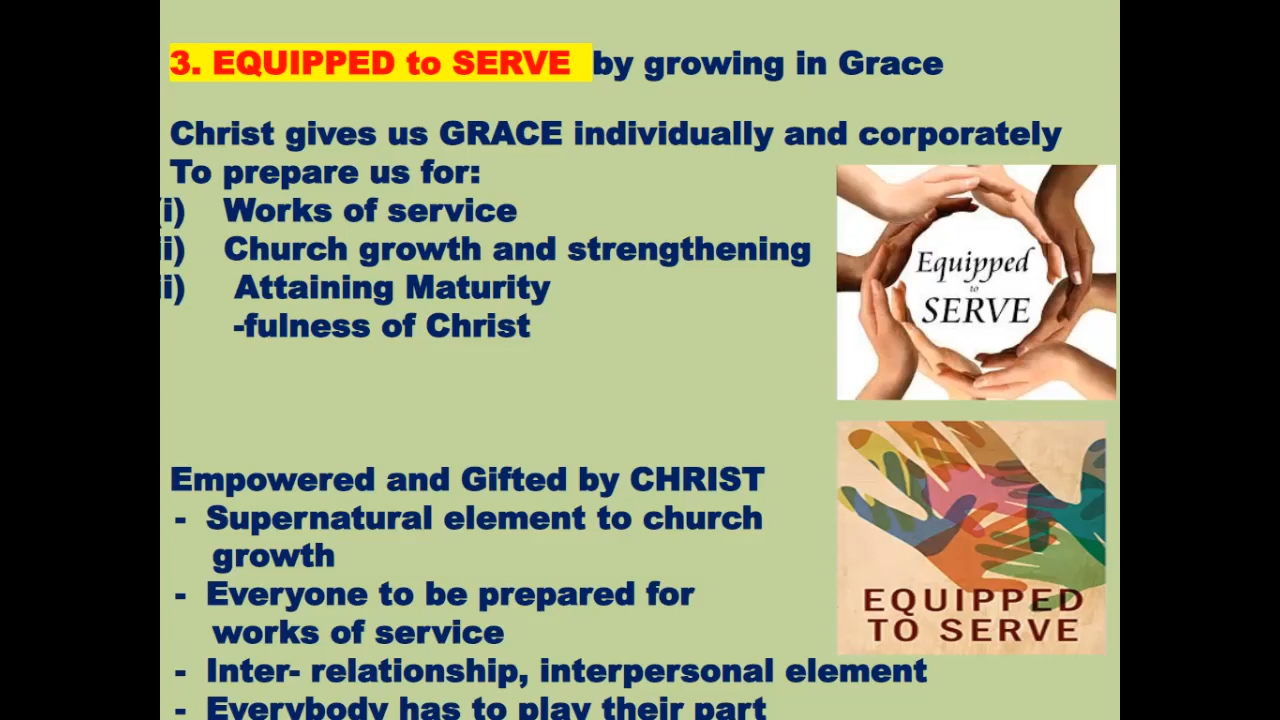 3. EQUIPPED to SERVE by growing in Grace
Christ gives us GRACE individually and corporately
To prepare us for:
i) Works of service
i) Church growth and strengthening
i) Attaining Maturity
-fulness of Christ
Equipped
to
SERVE
Empowered and Gifted by CHRIST
- Supernatural element to church
growth
- Everyone to be prepared for
works of service
- Inter- relationship, interpersonal element
- Everybody has to play their part
EQUIPPED
TO SERVE